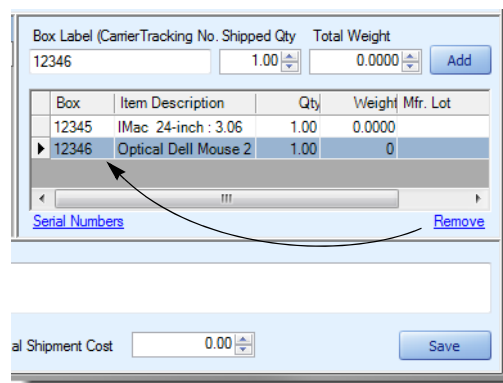 Box Label (CarrierTracking No. Shipped Qty Total Weight
12346 1.00 0.0000 Add
Box Item Description Qty Weight Mfr. Lot
12345 IMac 24-inch : 3.06 1.00 0.0000
12346 Optical Dell Mouse 2 1.00 0
Serial Numbers Remove
al Shipment Cost 0.00 Save